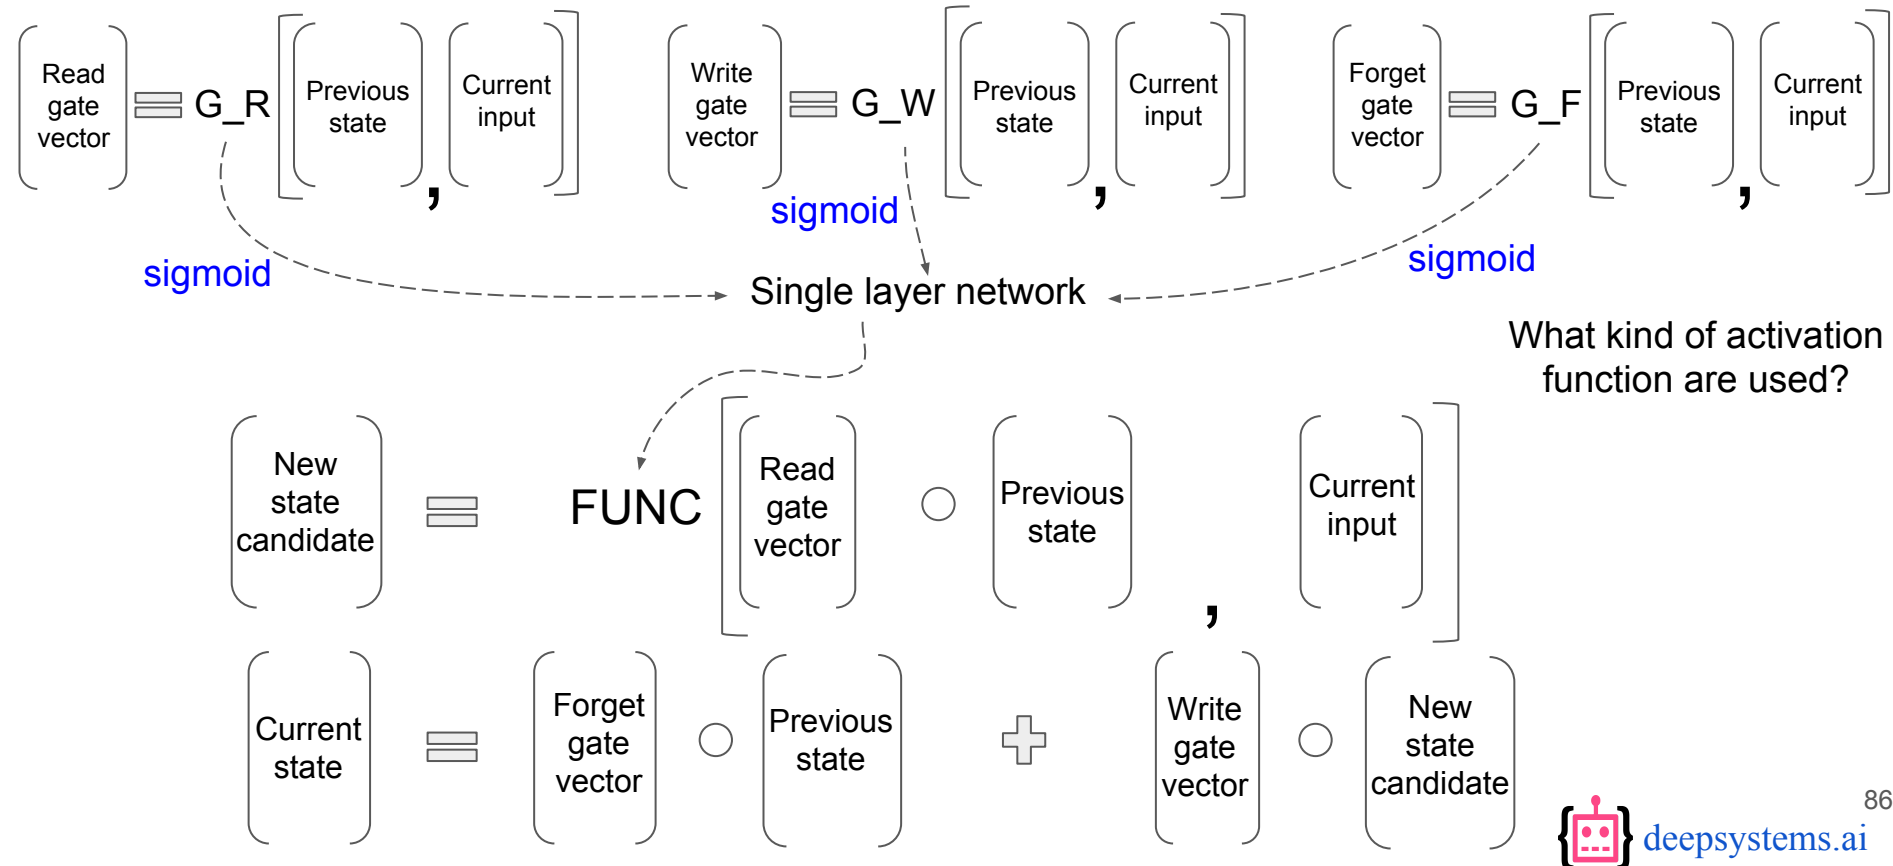 Read
gate
vector
G_R
Previous
state
,
Current
input
Write
gate
vector
G_W
Previous
state
,
Current
input
Forget
gate
vector
G_F
Previous
state
,
Current
input
sigmoid
sigmoid
sigmoid
Single layer network
What kind of activation
function are used?
New
state
candidate
FUNC
Read
gate
vector
Previous
state
,
Current
input
Current
state
Forget
gate
vector
Previous
state
Write
gate
vector
New
state
candidate
86
deepsystems.ai